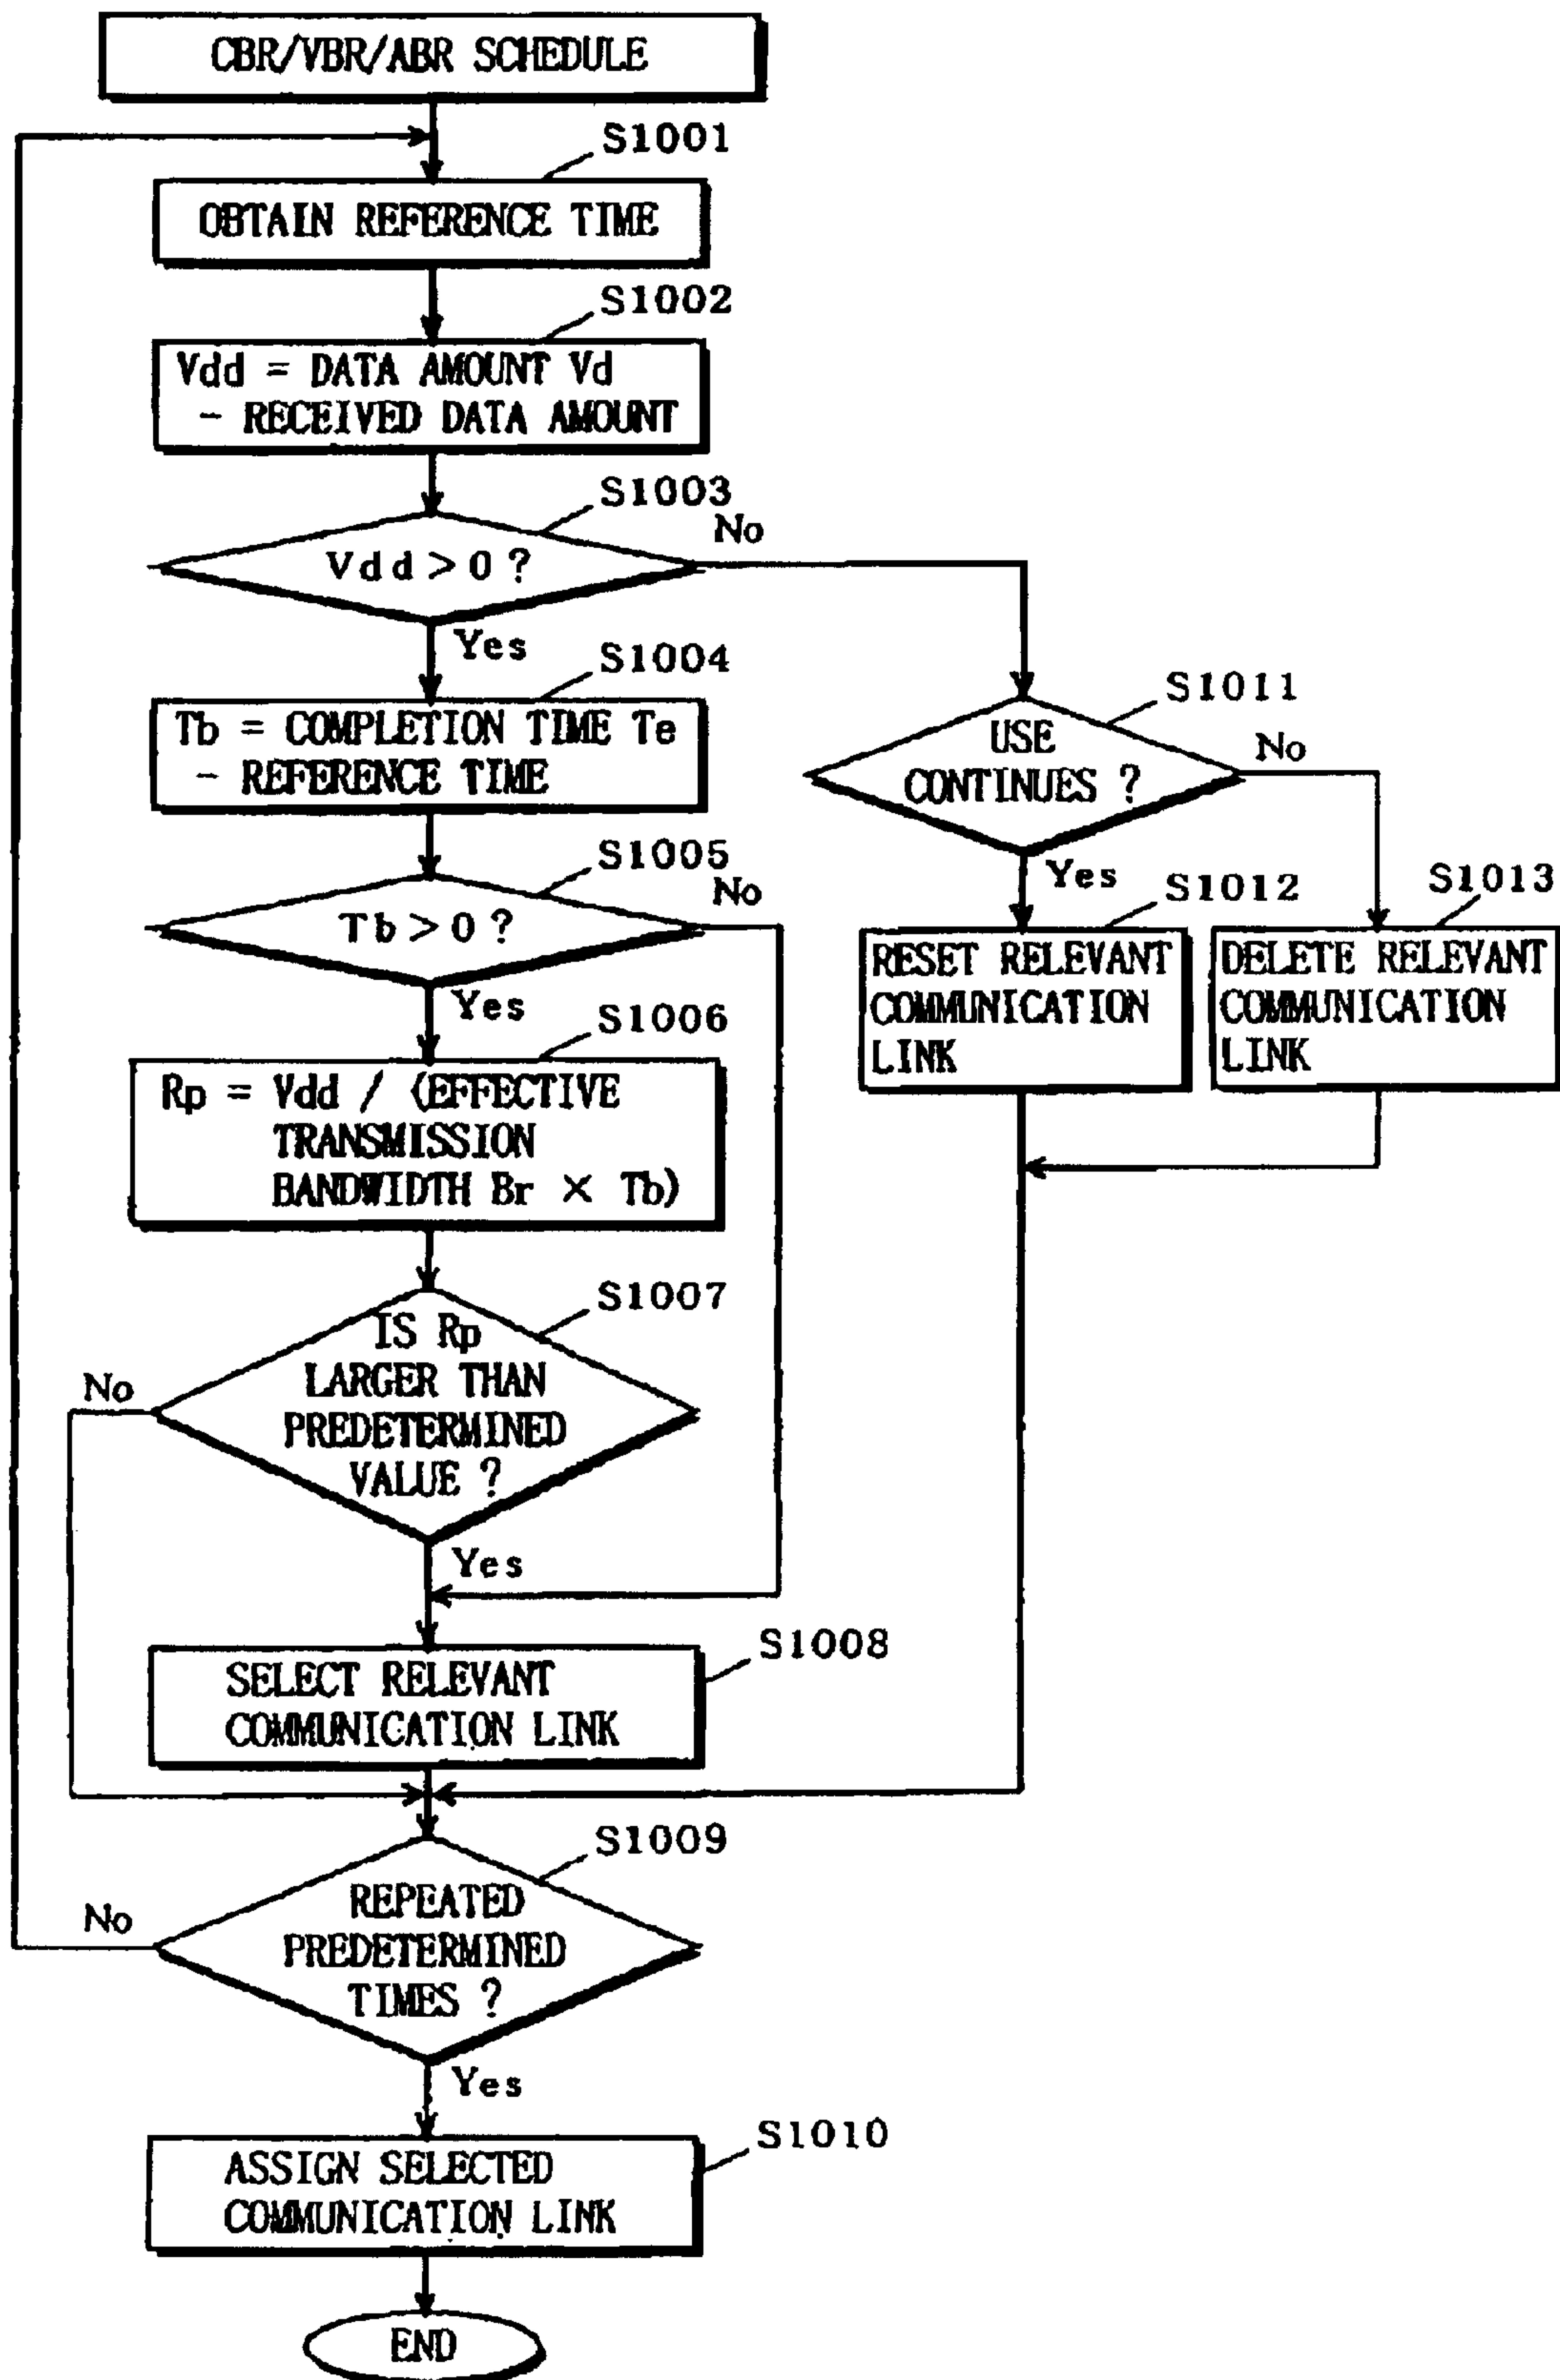 CBR/VBR/ABR SCHEDULE
S1001
OBTAIN REFERENCE TIME
S1002
Vdd = DATA AMOUNT Vd
- RECEIVED DATA AMOUNT
S1003
No
Vdd > 0 ?
Yes
S1004
Tb = COMPLETION TIME Te
- REFERENCE TIME
S1011
USE
CONTINUES ?
No
S1005
No
Tb > 0 ?
Yes
Yes
S1012
S1013
RESET RELEVANT
COMMUNICATION
LINK
DELETE RELEVANT
COMMUNICATION
LINK
S1006
Rp = Vdd / (EFFECTIVE
TRANSMISSION
BANDWIDTH Br × Tb)
S1007
IS Rp
LARGER THAN
PREDETERMINED
VALUE ?
No
Yes
S1008
SELECT RELEVANT
COMMUNICATION LINK
S1009
REPEATED
PREDETERMINED
TIMES ?
No
Yes
S1010
ASSIGN SELECTED
COMMUNICATION LINK
END